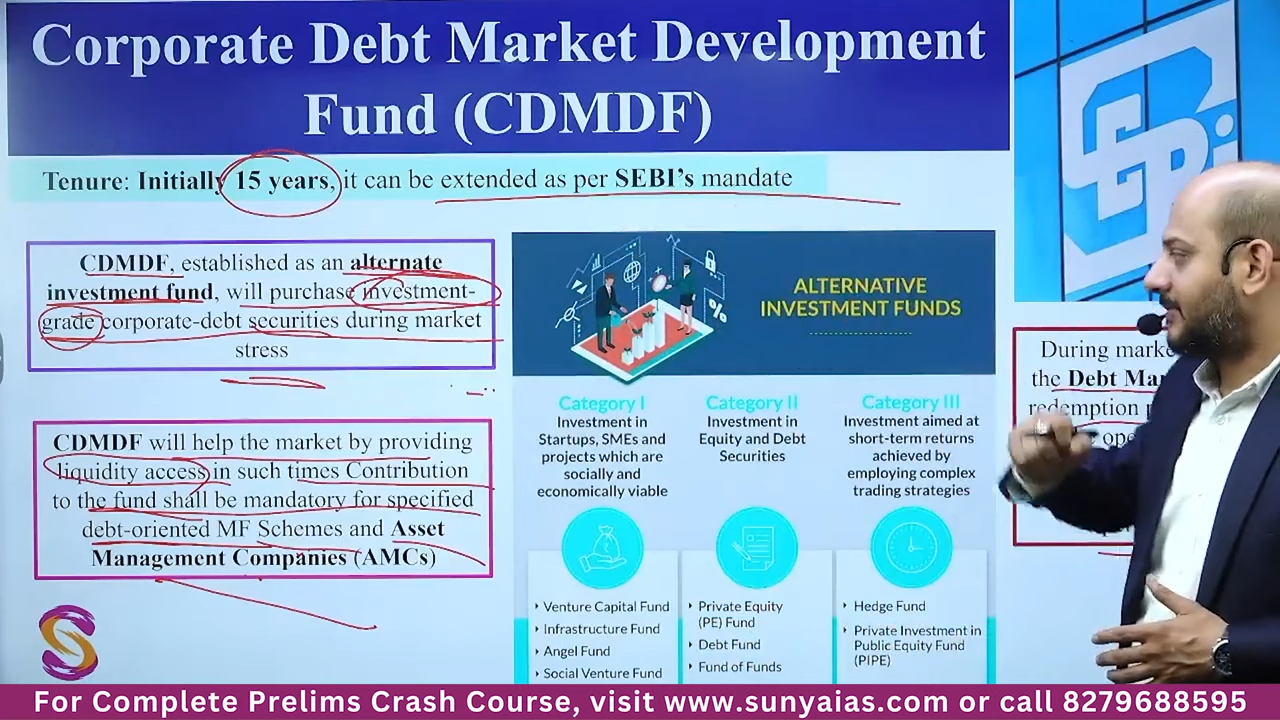 Corporate Debt Market Development
Fund (CDMDF)
Tenure: Initially 15 years, it can be extended as per SEBI's mandate
CDMDF, established as an alternate
investment fund, will purchase investment-
grade corporate-debt securities during market
stress
CDMDF will help the market by providing
liquidity access in such times Contribution
to the fund shall be mandatory for specified
debt-oriented MF Schemes and Asset
Management Companies (AMCs)
ALTERNATIVE
INVESTMENT FUNDS
Category I
Investment in
Startups, SMEs and
projects which are
socially and
economically viable
Venture Capital Fund
Infrastructure Fund
Angel Fund
Social Venture Fund
Category II
Investment in
Equity and Debt
Securities
Private Equity
(PE) Fund
Debt Fund
Fund of Funds
Category III
Investment aimed at
short-term returns
achieved by
employing complex
trading strategies
Hedge Fund
Private Investment in
Public Equity Fund
(PIPE)
During
the Debt
redemption
For Complete Prelims Crash Course, visit www.sunyaias.com or call 8279688595